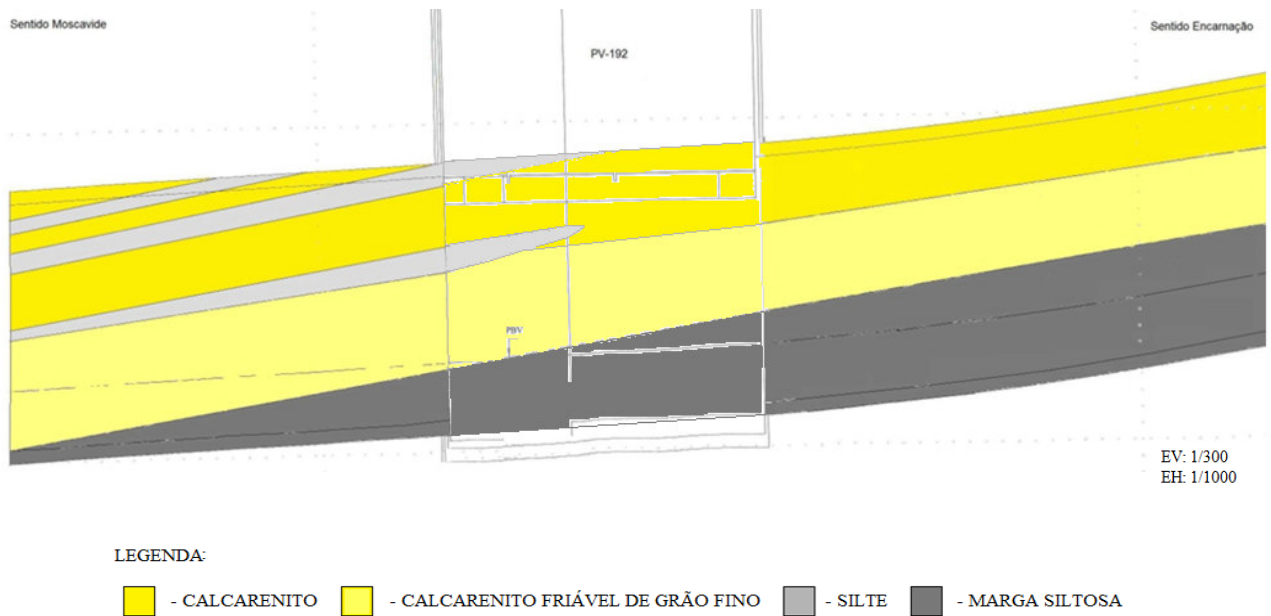 Sentido Moscavide
PV-192
Sentido Encarnação
PBV
EV: 1/300
EH: 1/1000
LEGENDA:
- CALCARENITO - CALCARENITO FRIÁVEL DE GRÃO FINO - SILTE - MARGA SILTOSA